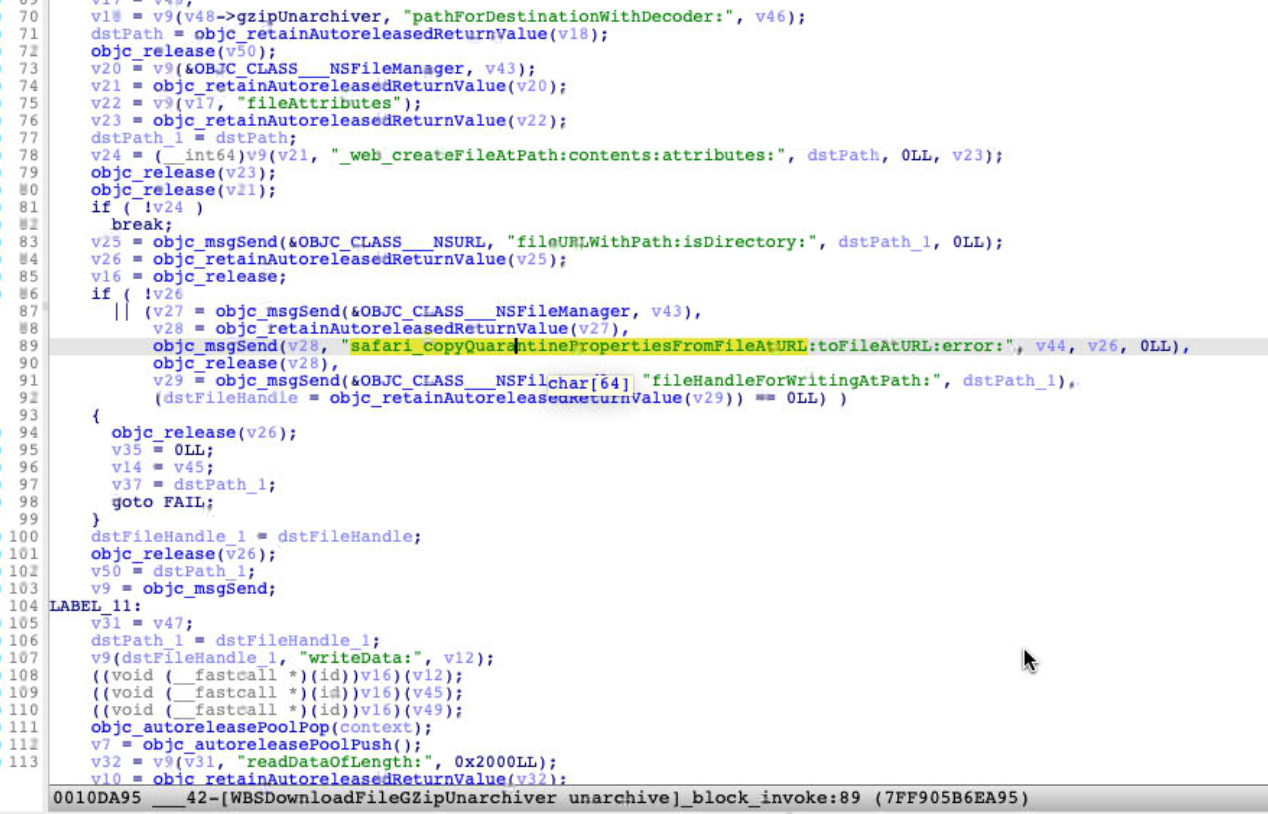 70 v18 = v9(v48->gzipUnarchiver, "pathForDestinationWithDecoder:", v46);
71 dstPath = objc_retainAutoreleasedReturnValue(v18);
72 objc_release(v50);
73 v20 = v9(&OBJC_CLASS___NSFileManager, v43);
74 v21 = objc_retainAutoreleasedReturnValue(v20);
75 v22 = v9(v17, "fileAttributes");
76 v23 = objc_retainAutoreleasedReturnValue(v22);
77 dstPath_1 = dstPath;
78 v24 = (__int64)v9(v21, "_web_createFileAtPath:contents:attributes:", dstPath, 0LL, v23);
79 objc_release(v23);
80 objc_release(v21);
81 if ( !v24 )
82 break;
83 v25 = objc_msgSend(&OBJC_CLASS___NSURL, "fileURLWithPath:isDirectory:", dstPath_1, 0LL);
84 v26 = objc_retainAutoreleasedReturnValue(v25);
85 v16 = objc_release;
86 if ( !v26
87 || (v27 = objc_msgSend(&OBJC_CLASS___NSFileManager, v43),
88 v28 = objc_retainAutoreleasedReturnValue(v27),
89 objc_msgSend(v28, "safari_copyQuarantinePropertiesFromFileAtURL:toFileAtURL:error:", v44, v26, 0LL),
90 objc_release(v28),
91 v29 = objc_msgSend(&OBJC_CLASS___NSFil "fileHandleForWritingAtPath:", dstPath_1),
char[64]
92 (dstFileHandle = objc_retainAutoreleasedReturnValue(v29)) == 0LL) )
93 {
94 objc_release(v26);
95 v35 = 0LL;
96 v14 = v45;
97 v37 = dstPath_1;
98 goto FAIL;
99 }
100 dstFileHandle_1 = dstFileHandle;
101 objc_release(v26);
102 v50 = dstPath_1;
103 v9 = objc_msgSend;
104 LABEL_11:
105 v31 = v47;
106 dstPath_1 = dstFileHandle_1;
107 v9(dstFileHandle_1, "writeData:", v12);
108 ((void (__fastcall *)(id))v16)(v12);
109 ((void (__fastcall *)(id))v16)(v45);
110 ((void (__fastcall *)(id))v16)(v49);
111 objc_autoreleasePoolPop(context);
112 v7 = objc_autoreleasePoolPush();
113 v32 = v9(v31, "readDataOfLength:", 0x2000LL);
v10 = objc_retainAutoreleasedReturnValue(v32);
0010DA95 ___42-[WBSDownloadFileGZipUnarchiver unarchive]_block_invoke:89 (7FF905B6EA95)